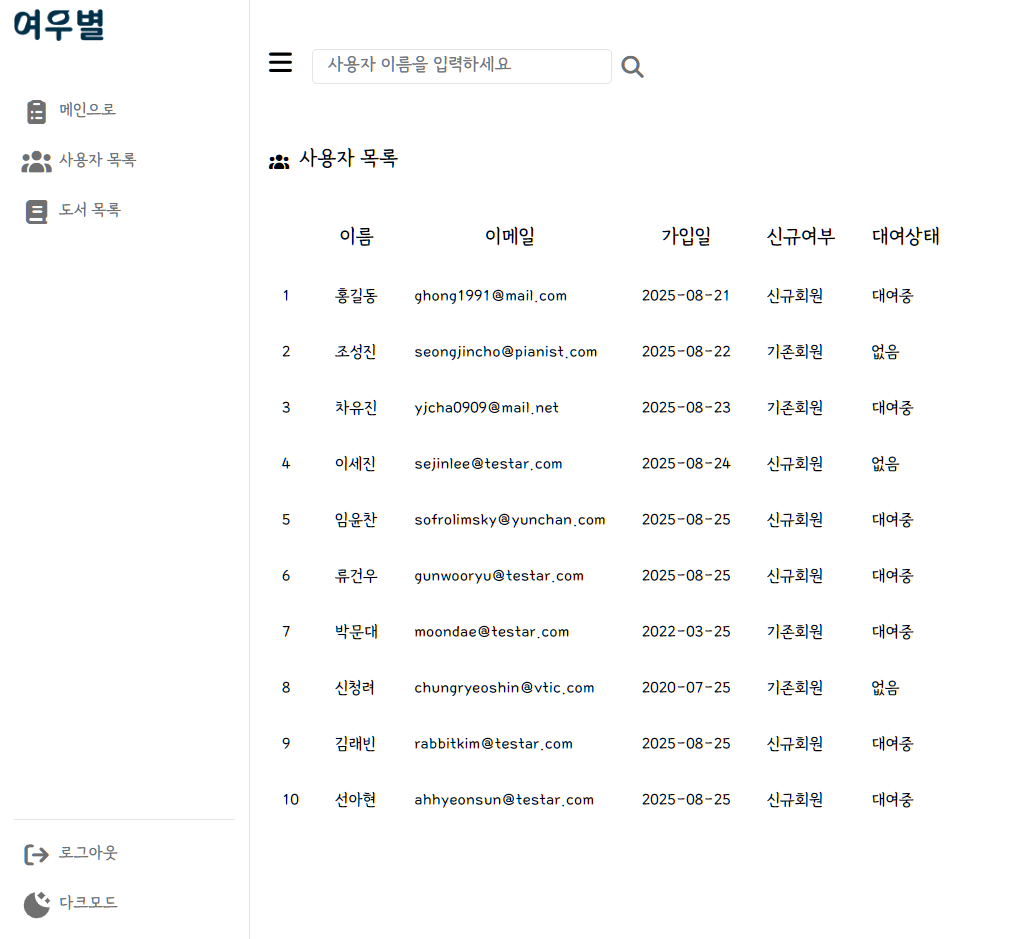 여우별
사용자 이름을 입력하세요
메인으로
사용자 목록
도서 목록
사용자 목록
이름 이메일 가입일 신규여부 대여상태
1 홍길동 ghong1991@mail.com 2025-08-21 신규회원 대여중
2 조성진 seongjincho@pianist.com 2025-08-22 기존회원 없음
3 차유진 yjcha0909@mail.net 2025-08-23 기존회원 대여중
4 이세진 sejinlee@testar.com 2025-08-24 신규회원 없음
5 임윤찬 sofrolimsky@yunchan.com 2025-08-25 신규회원 대여중
6 류건우 gunwooryu@testar.com 2025-08-25 신규회원 대여중
7 박문대 moondae@testar.com 2022-03-25 기존회원 대여중
8 신청려 chungryeoshin@vtic.com 2020-07-25 기존회원 없음
9 김래빈 rabbitkim@testar.com 2025-08-25 신규회원 대여중
10 선아현 ahhyeonsun@testar.com 2025-08-25 신규회원 대여중
로그아웃
다크모드